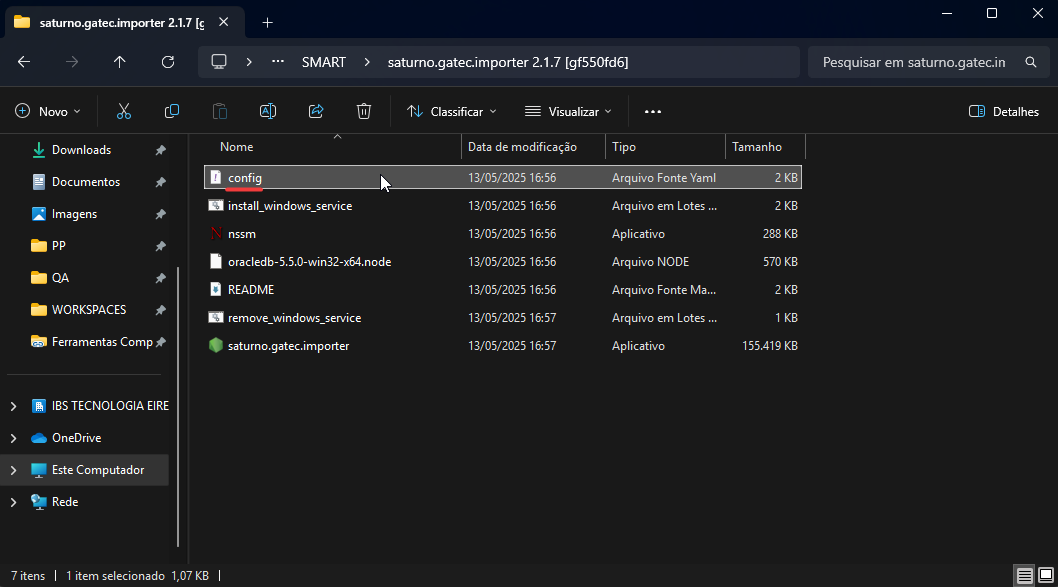 saturno.gatec.importer 2.1.7 [g
SMART > saturno.gatec.importer 2.1.7 [gf550fd6]
Pesquisar em saturno.gatec.in
Novo
Classificar
Visualizar
Detalhes
Downloads
Documentos
Imagens
PP
QA
WORKSPACES
Ferramentas Comp
IBS TECNOLOGIA EIRE
OneDrive
Este Computador
Rede
Nome Data de modificação Tipo Tamanho
config 13/05/2025 16:56 Arquivo Fonte Yaml 2 KB
install_windows_service 13/05/2025 16:56 Arquivo em Lotes ... 2 KB
nssm 13/05/2025 16:56 Aplicativo 288 KB
oracledb-5.5.0-win32-x64.node 13/05/2025 16:56 Arquivo NODE 570 KB
README 13/05/2025 16:56 Arquivo Fonte Ma... 2 KB
remove_windows_service 13/05/2025 16:57 Arquivo em Lotes ... 1 KB
saturno.gatec.importer 13/05/2025 16:57 Aplicativo 155.419 KB
7 itens 1 item selecionado 1,07 KB